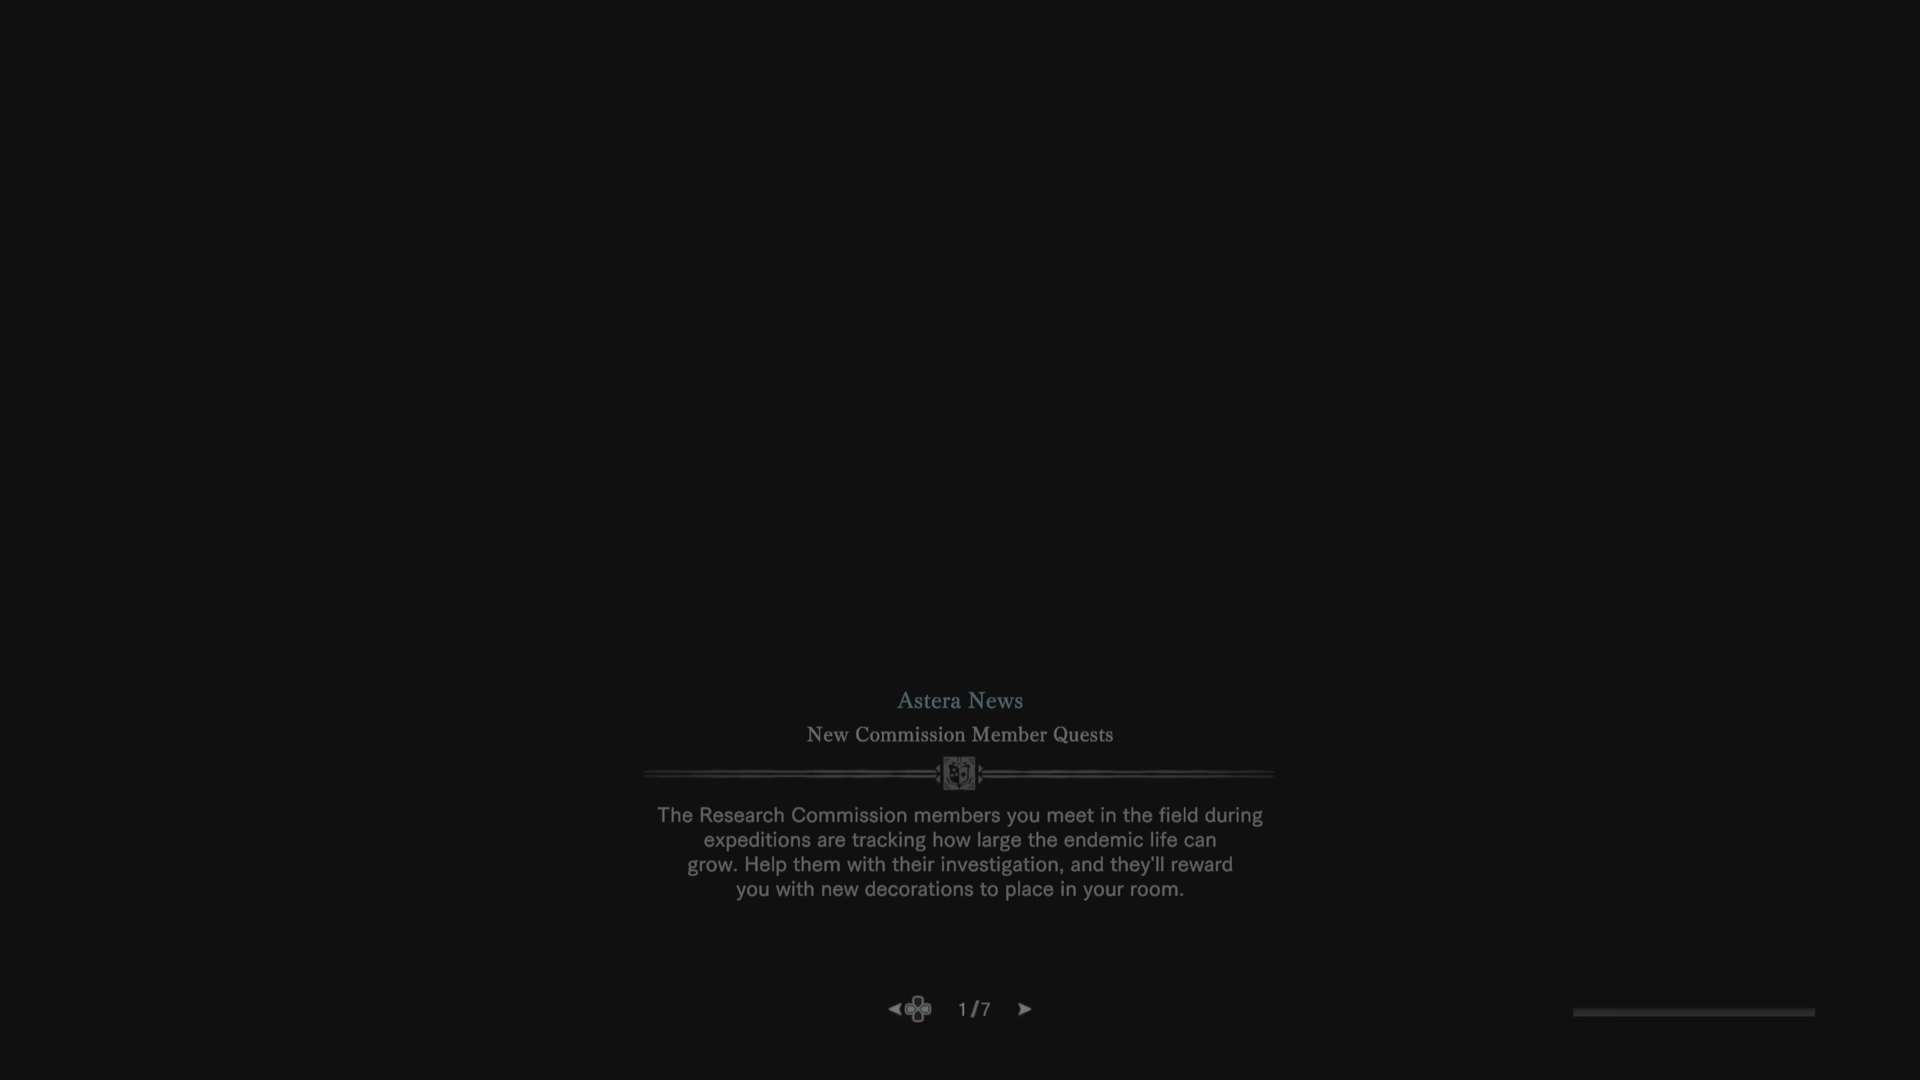 Astera News
New Commission Member Quests
The Research Commission members you meet in the field during
expeditions are tracking how large the endemic life can
grow. Help them with their investigation, and they'll reward
you with new decorations to place in your room.
1/7